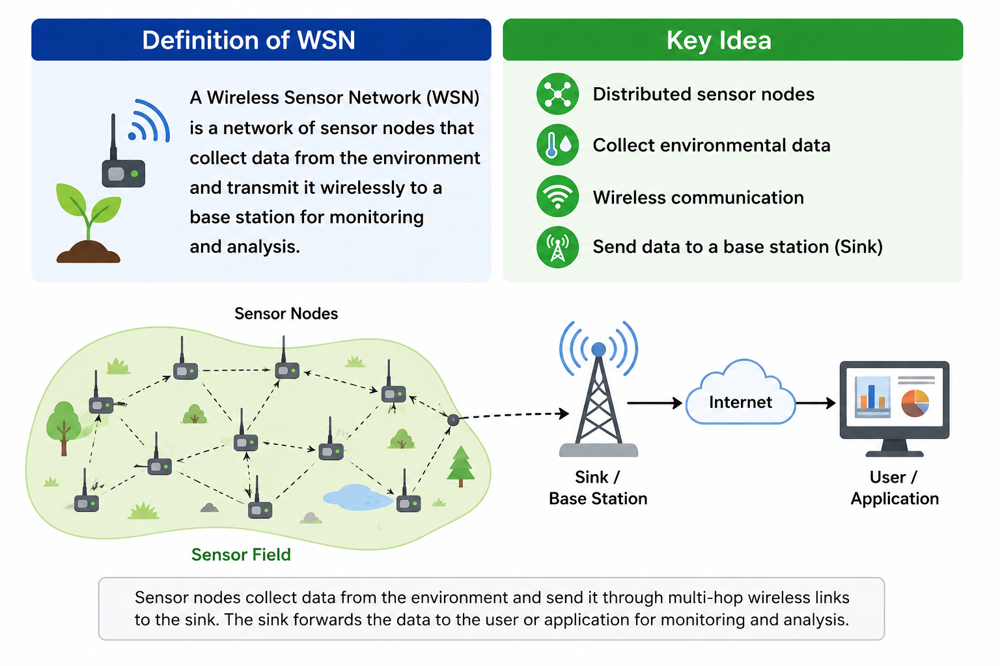 Definition of WSN
A Wireless Sensor Network (WSN)
is a network of sensor nodes that
collect data from the environment
and transmit it wirelessly to a
base station for monitoring
and analysis.
Key Idea
Distributed sensor nodes
Collect environmental data
Wireless communication
Send data to a base station (Sink)
Sensor Nodes
Sensor Field
Sink /
Base Station
Internet
User /
Application
Sensor nodes collect data from the environment and send it through multi-hop wireless links
to the sink. The sink forwards the data to the user or application for monitoring and analysis.